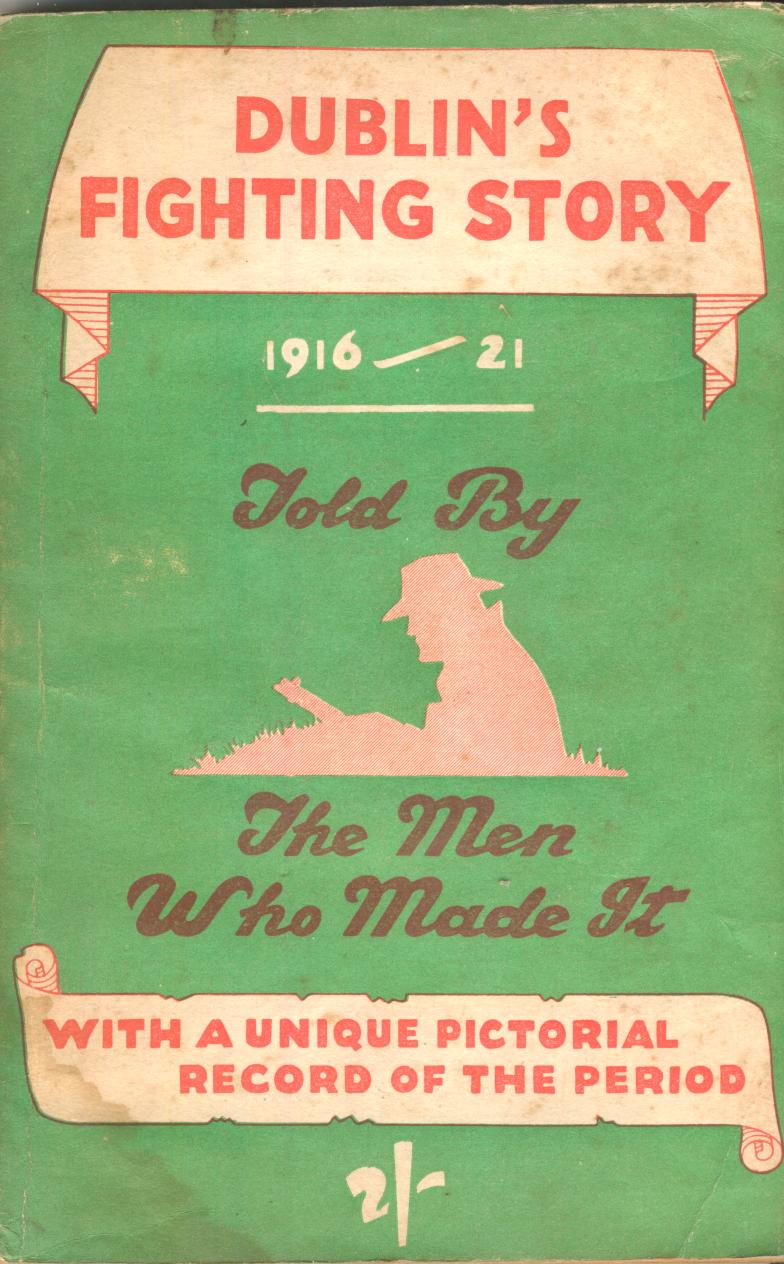 DUBLIN'S
FIGHTING STORY
1916 — 21
Told By
The Men
Who Made It
WITH A UNIQUE PICTORIAL
RECORD OF THE PERIOD
2/-